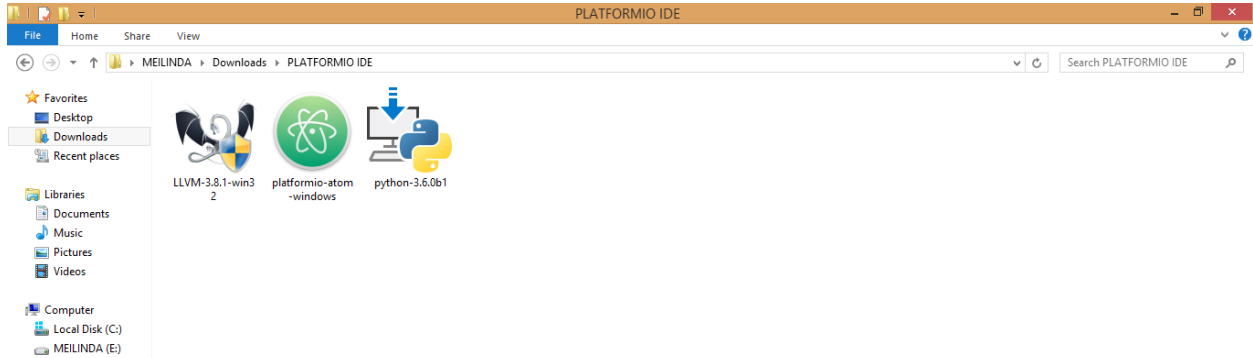 PLATFORMIO IDE
File Home Share View
MEILINDA Downloads PLATFORMIO IDE
Search PLATFORMIO IDE
Favorites
Desktop
Downloads
Recent places
Libraries
Documents
Music
Pictures
Videos
Computer
Local Disk (C:)
MEILINDA (E:)
LLVM-3.8.1-win3
2
platformio-atom
-windows
python-3.6.0b1